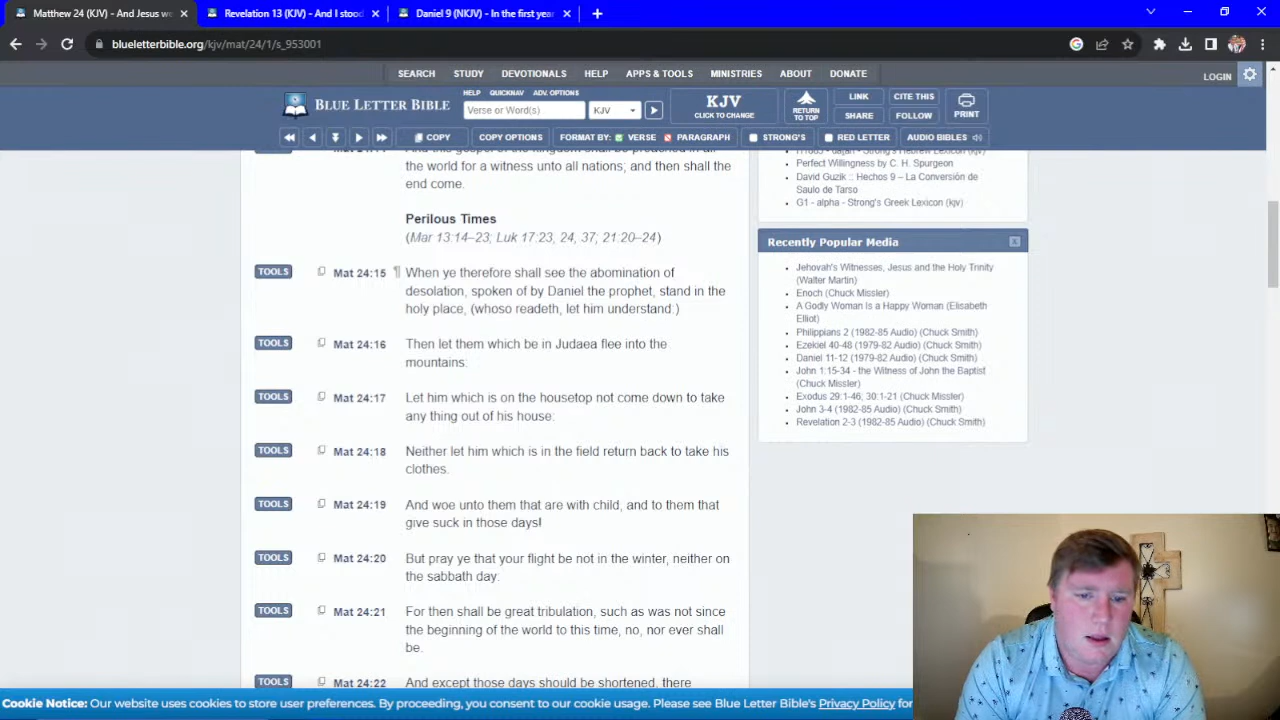 Matthew 24 (KJV) - And Jesus we
Revelation 13 (KJV) - And I stood
Daniel 9 (NKJV) - In the first year
blueletterbible.org/kjv/mat/24/1/s_953001
SEARCH STUDY DEVOTIONALS HELP APPS & TOOLS MINISTRIES ABOUT DONATE
LOGIN
BLUE LETTER BIBLE
HELP QUICKNAV ADV. OPTIONS
Verse or Word(s)
KJV
KJV
CLICK TO CHANGE
RETURN
TO TOP
LINK
CITE THIS
SHARE
FOLLOW
PRINT
COPY
COPY OPTIONS
FORMAT BY: VERSE PARAGRAPH
STRONG'S
RED LETTER
AUDIO BIBLES
the world for a witness unto all nations; and then shall the
end come.
Perilous Times
(Mar 13:14–23; Luk 17:23, 24, 37; 21:20–24)
TOOLS Mat 24:15 ¶ When ye therefore shall see the abomination of
desolation, spoken of by Daniel the prophet, stand in the
holy place, (whoso readeth, let him understand:)
TOOLS Mat 24:16 Then let them which be in Judaea flee into the
mountains:
TOOLS Mat 24:17 Let him which is on the housetop not come down to take
any thing out of his house:
TOOLS Mat 24:18 Neither let him which is in the field return back to take his
clothes.
TOOLS Mat 24:19 And woe unto them that are with child, and to them that
give suck in those days!
TOOLS Mat 24:20 But pray ye that your flight be not in the winter, neither on
the sabbath day:
TOOLS Mat 24:21 For then shall be great tribulation, such as was not since
the beginning of the world to this time, no, nor ever shall
be.
TOOLS Mat 24:22 And except those days should be shortened, there
Strong's Hebrew Lexicon (kjv)
Perfect Willingness by C. H. Spurgeon
David Guzik :: Hechos 9 – La Conversión de
Saulo de Tarso
G1 - alpha - Strong's Greek Lexicon (kjv)
Recently Popular Media
Jehovah's Witnesses, Jesus and the Holy Trinity
(Walter Martin)
Enoch (Chuck Missler)
A Godly Woman Is a Happy Woman (Elisabeth
Elliot)
Philippians 2 (1982-85 Audio) (Chuck Smith)
Ezekiel 40-48 (1979-82 Audio) (Chuck Smith)
Daniel 11-12 (1979-82 Audio) (Chuck Smith)
John 1:15-34 - the Witness of John the Baptist
(Chuck Missler)
Exodus 29:1-46, 30:1-21 (Chuck Missler)
John 3-4 (1982-85 Audio) (Chuck Smith)
Revelation 2-3 (1982-85 Audio) (Chuck Smith)
Cookie Notice: Our website uses cookies to store user preferences. By proceeding, you consent to our cookie usage. Please see Blue Letter Bible's Privacy Policy for